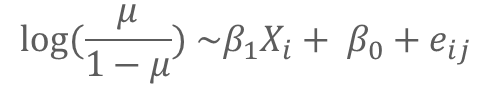 log(μ/(1 − μ)) ~β₁Xᵢ + β₀ + eᵢⱼ